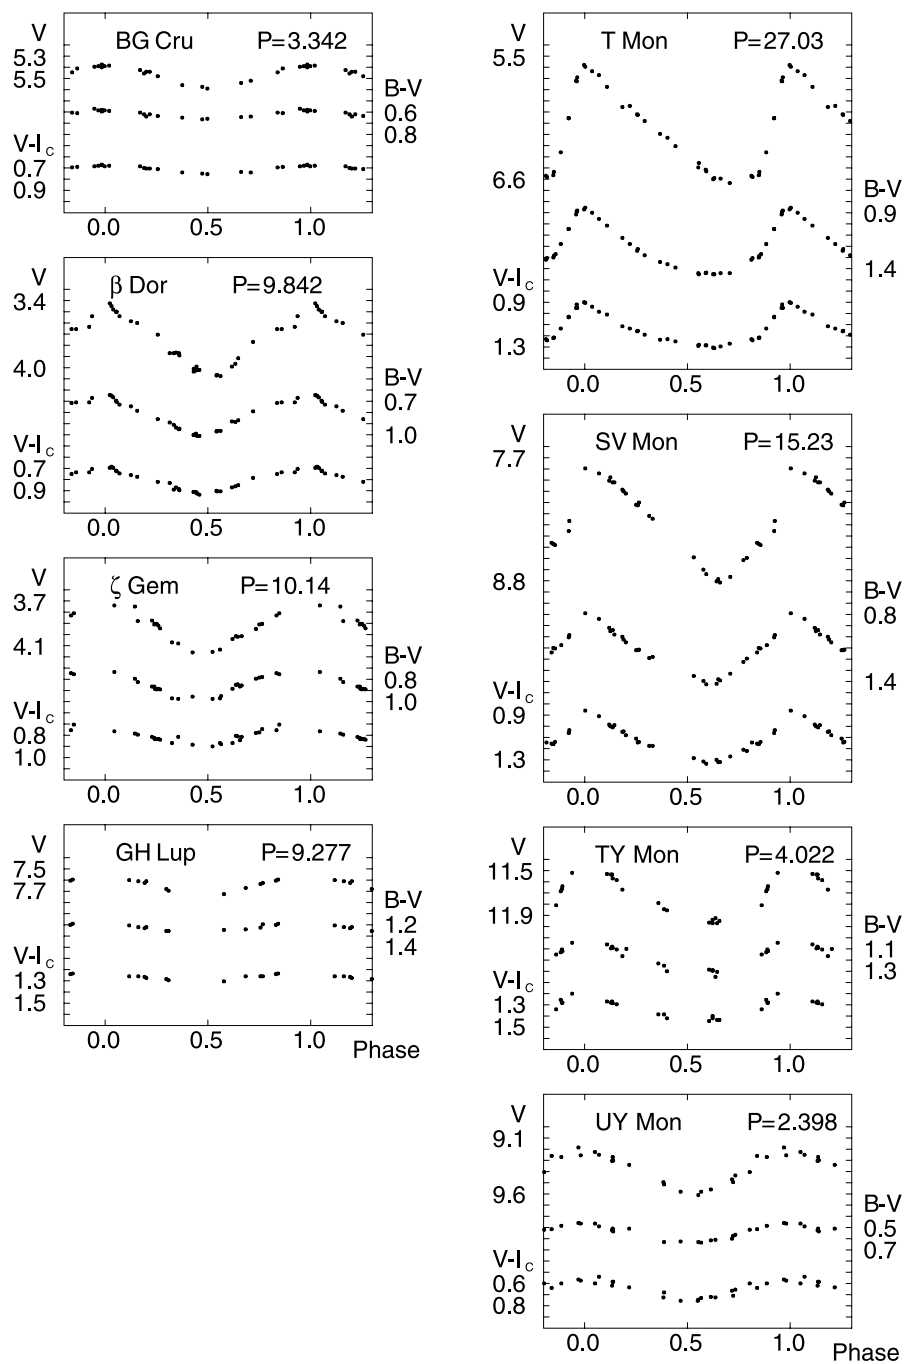 V
BG Cru P=3.342
5.3
5.5
B-V
0.6
0.8
V-I_C
0.7
0.9
0.0 0.5 1.0
V
β Dor P=9.842
3.4
4.0
B-V
0.7
1.0
V-I_C
0.7
0.9
0.0 0.5 1.0
V
ζ Gem P=10.14
3.7
4.1
B-V
0.8
1.0
V-I_C
0.8
1.0
0.0 0.5 1.0
V
GH Lup P=9.277
7.5
7.7
B-V
1.2
1.4
V-I_C
1.3
1.5
0.0 0.5 1.0
Phase
V
T Mon P=27.03
5.5
6.6
B-V
0.9
1.4
V-I_C
0.9
1.3
0.0 0.5 1.0
V
SV Mon P=15.23
7.7
8.8
B-V
0.8
1.4
V-I_C
0.9
1.3
0.0 0.5 1.0
V
TY Mon P=4.022
11.5
11.9
B-V
1.1
1.3
V-I_C
1.3
1.5
0.0 0.5 1.0
V
UY Mon P=2.398
9.1
9.6
B-V
0.5
0.7
V-I_C
0.6
0.8
0.0 0.5 1.0
Phase